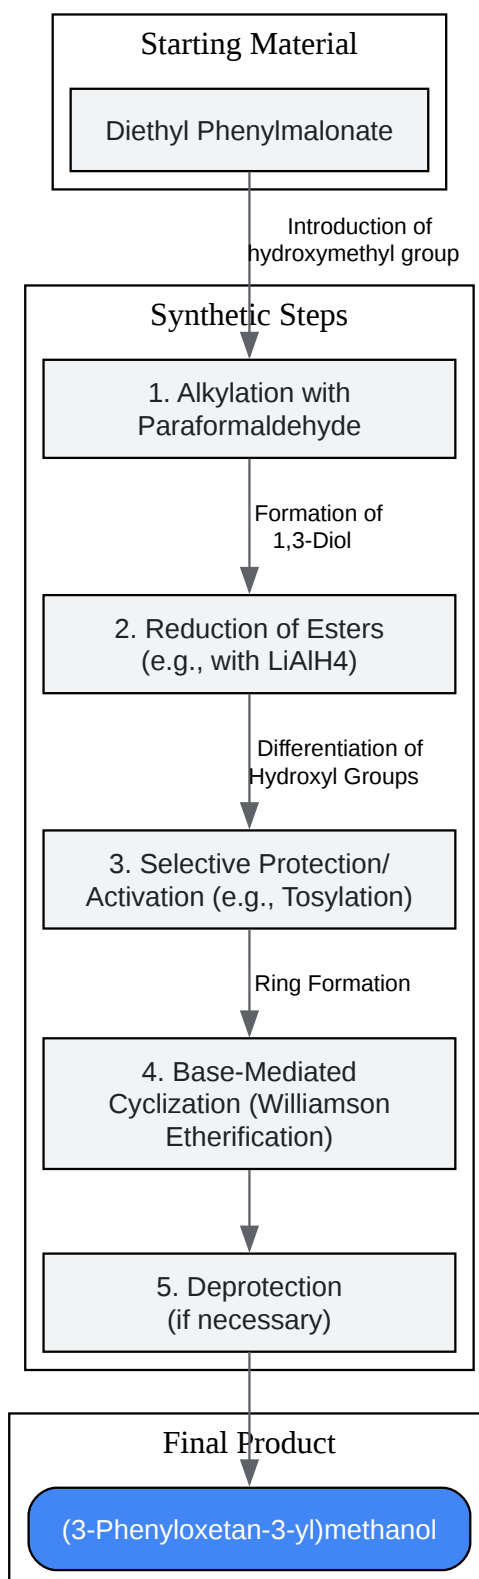 Starting Material
Diethyl Phenylmalonate
Introduction of
hydroxymethyl group
Synthetic Steps
1. Alkylation with
Paraformaldehyde
Formation of
1,3-Diol
2. Reduction of Esters
(e.g., with LiAlH4)
Differentiation of
Hydroxyl Groups
3. Selective Protection/
Activation (e.g., Tosylation)
Ring Formation
4. Base-Mediated
Cyclization (Williamson
Etherification)
5. Deprotection
(if necessary)
Final Product
(3-Phenyloxetan-3-yl)methanol